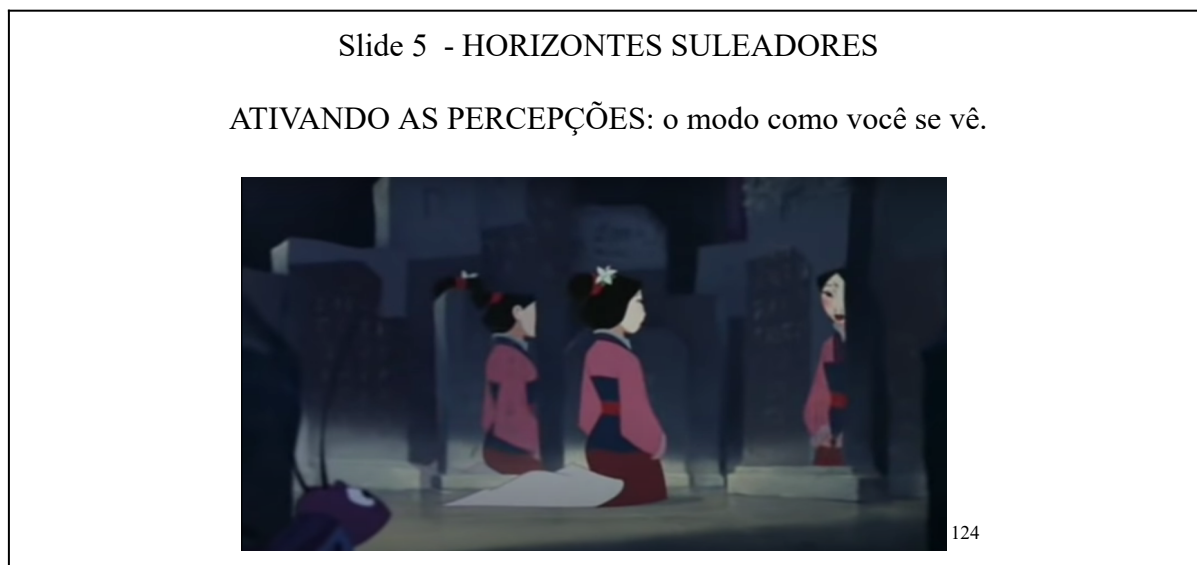 Slide 5  - HORIZONTES SULEADORES
ATIVANDO AS PERCEPÇÕES: o modo como você se vê.
124